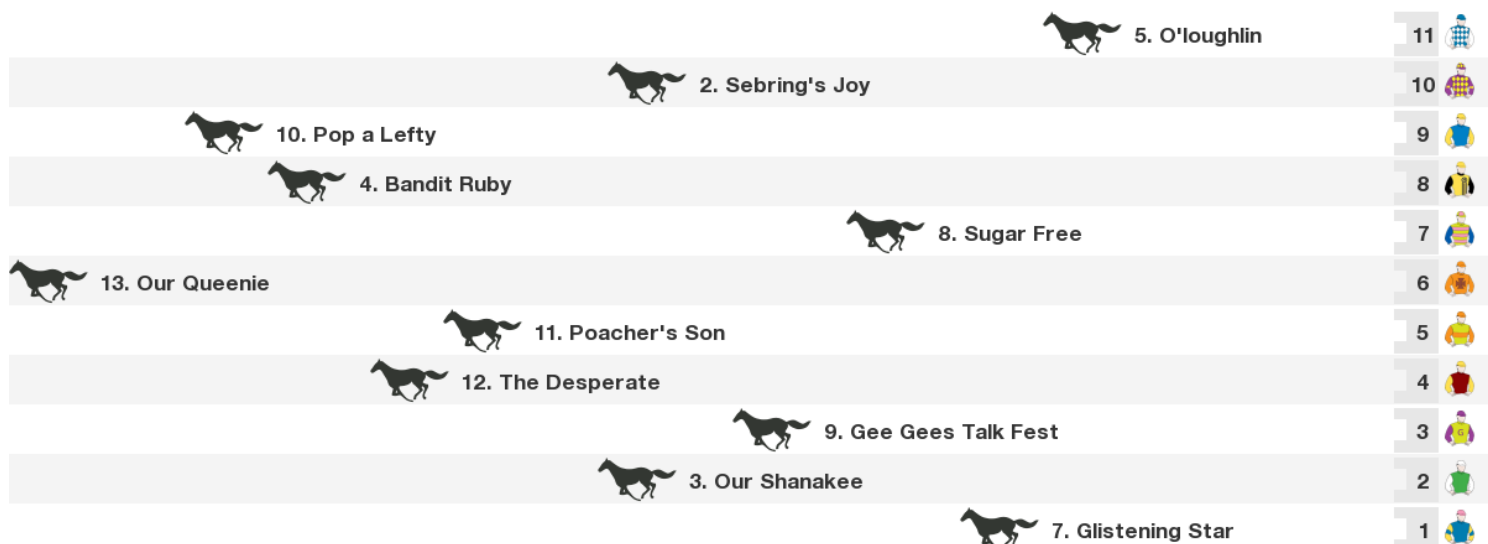 5. O'loughlin 11
2. Sebring's Joy 10
10. Pop a Lefty 9
4. Bandit Ruby 8
8. Sugar Free 7
13. Our Queenie 6
11. Poacher's Son 5
12. The Desperate 4
9. Gee Gees Talk Fest 3 G
3. Our Shanakee 2
7. Glistening Star 1